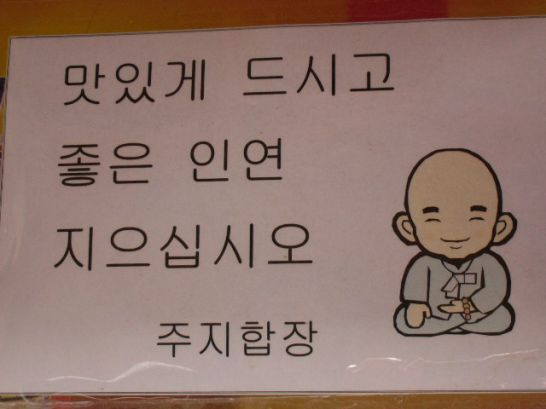 맛있게 드시고
좋은 인연
지으십시오
주지합장